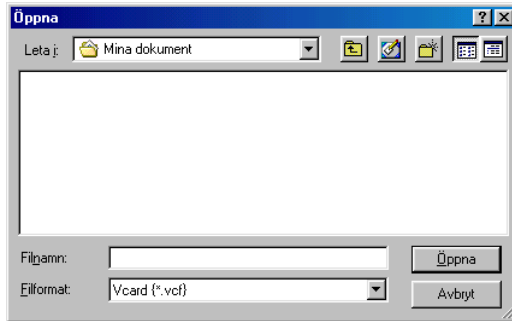 Öppna
Leta i: Mina dokument
Filnamn:
Öppna
Filformat: Vcard {*.vcf}
Avbryt